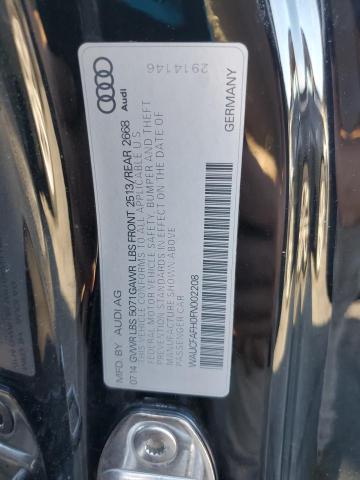 MFD. BY AUDI AG
07 14 GVWR LBS 5071 GAWR LBS FRONT 2513/REAR 2668
THIS VEHICLE CONFORMS TO ALL APPLICABLE U.S.
FEDERAL MOTOR VEHICLE SAFETY, BUMPER AND THEFT
PREVENTION STANDARDS IN EFFECT ON THE DATE OF
MANUFACTURE SHOWN ABOVE.
PASSENGER CAR
WAUCFAFH0FN002208
Audi
2914146
GERMANY